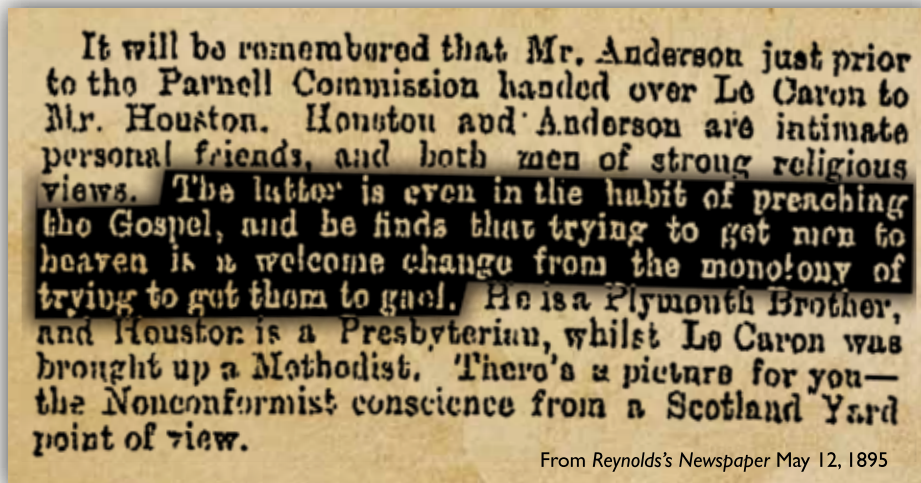 It will be remembered that Mr. Anderson just prior
to the Parnell Commission handed over Le Caron to
Mr. Houston. Houston and Anderson are intimate
personal friends, and both men of strong religious
views. The latter is even in the habit of preaching
the Gospel, and he finds that trying to get men to
heaven is a welcome change from the monotony of
trying to get them to gaol. He is a Plymouth Brother,
and Houston is a Presbyterian, whilst Le Caron was
brought up a Methodist. There's a picture for you—
the Nonconformist conscience from a Scotland Yard
point of view.
From Reynolds's Newspaper May 12, 1895